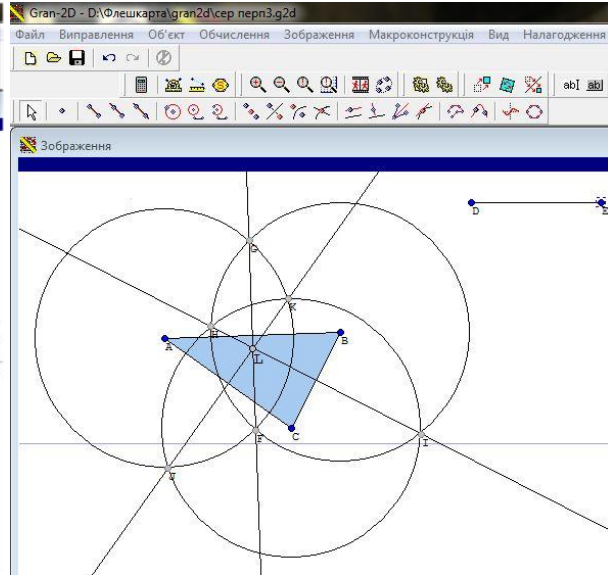 Gran-2D - D:\Флешкарта\gran2d\сер перп3.g2d
Файл Виправлення Об'єкт Обчислення Зображення Макроконструкція Вид Налагодження
abI abI
Зображення
D E
G
K
H
A B
L
F C I
J